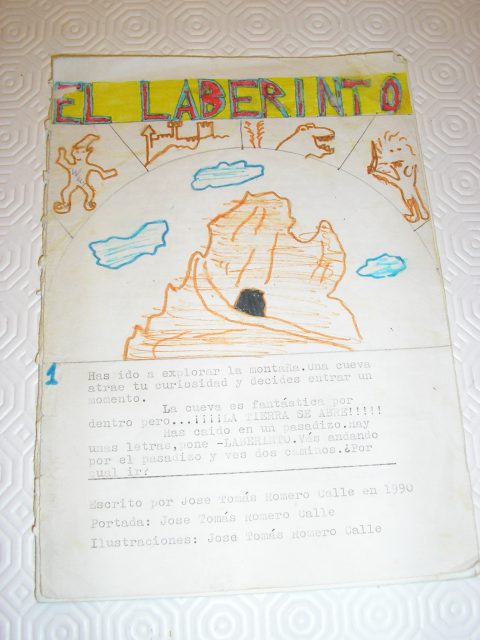 EL LABERINTO
1
Has ido a explorar la montaña.Una cueva
atrae tu curiosidad y decides entrar un
momento.
La cueva es fantástica por
dentro pero...¡¡¡¡LA TIERRA SE ABRE!!!!!
Has caido en un pasadizo.Hay
unas letras,pone -LABERINTO.Vas andando
por el pasadizo y ves dos caminos.¿Por
cual ir?
Escrito por Jose Tomás Romero Calle en 1990
Portada: Jose Tomás Romero Calle
Ilustraciones: Jose Tomás Romero Calle